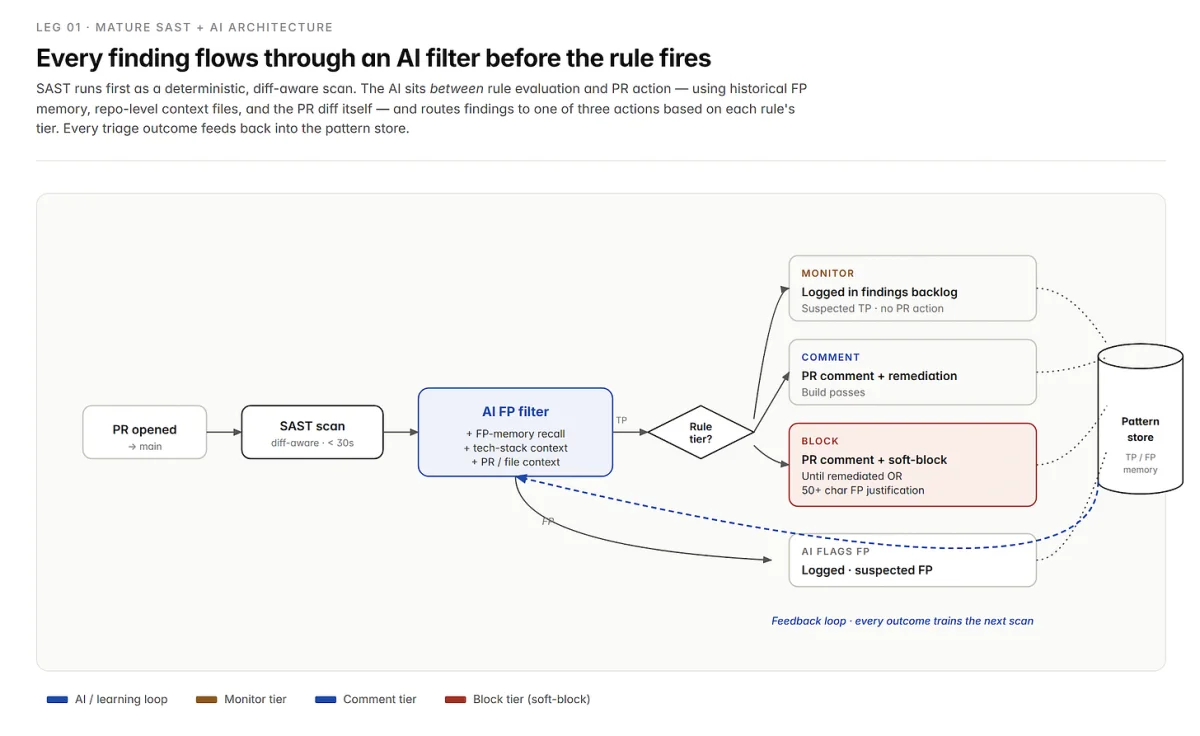 LEG 01 · MATURE SAST + AI ARCHITECTURE
Every finding flows through an AI filter before the rule fires
SAST runs first as a deterministic, diff-aware scan. The AI sits between rule evaluation and PR action — using historical FP
memory, repo-level context files, and the PR diff itself — and routes findings to one of three actions based on each rule's
tier. Every triage outcome feeds back into the pattern store.
PR opened
→ main
SAST scan
diff-aware · < 30s
AI FP filter
+ FP-memory recall
+ tech-stack context
+ PR / file context
TP
FP
Rule
tier?
MONITOR
Logged in findings backlog
Suspected TP · no PR action
COMMENT
PR comment + remediation
Build passes
BLOCK
PR comment + soft-block
Until remediated OR
50+ char FP justification
AI FLAGS FP
Logged · suspected FP
Pattern
store
TP / FP
memory
Feedback loop · every outcome trains the next scan
AI / learning loop
Monitor tier
Comment tier
Block tier (soft-block)